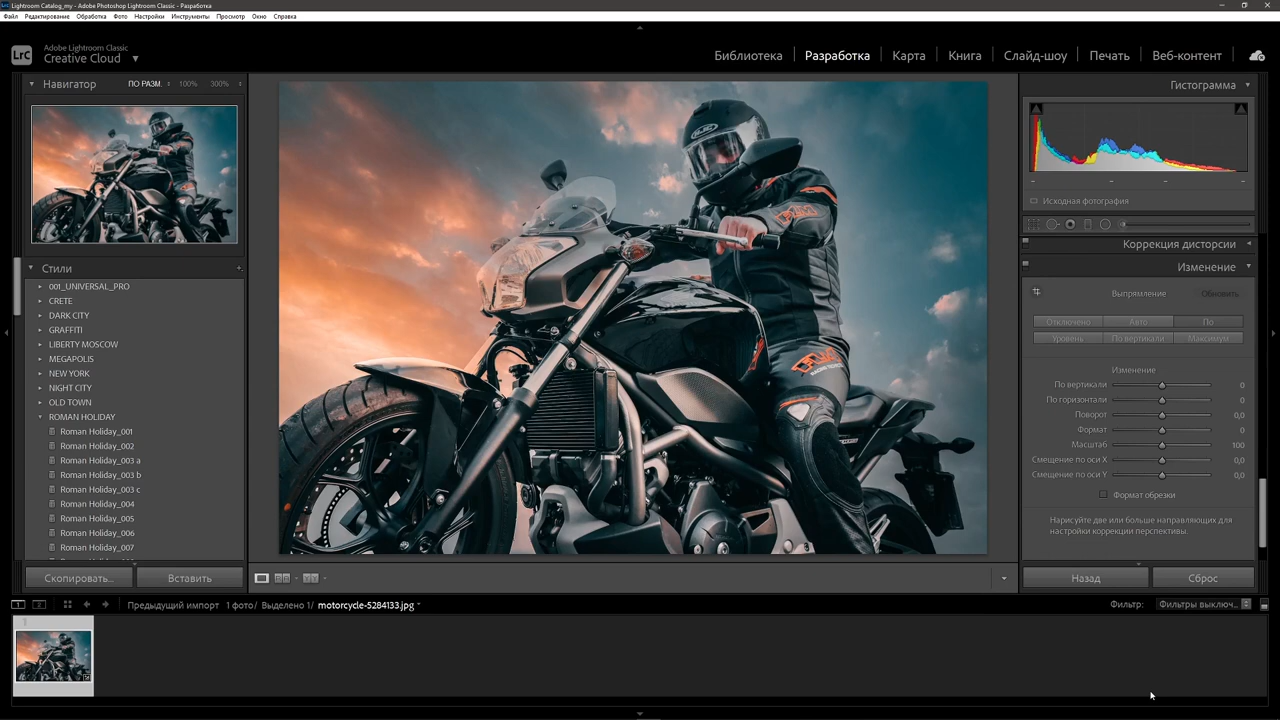 Lightroom Catalog_my - Adobe Photoshop Lightroom Classic - Разработка
Файл Редактирование Обработка Фото Настройки Инструменты Просмотр Окно Справка
LrC
Adobe Lightroom Classic
Creative Cloud
Библиотека Разработка Карта Книга Слайд-шоу Печать Веб-контент
Навигатор ПО РАЗМ. 100% 300%
Стили
001_UNIVERSAL_PRO
CRETE
DARK CITY
GRAFFITI
LIBERTY MOSCOW
MEGAPOLIS
NEW YORK
NIGHT CITY
OLD TOWN
ROMAN HOLIDAY
Roman Holiday_001
Roman Holiday_002
Roman Holiday_003 a
Roman Holiday_003 b
Roman Holiday_003 c
Roman Holiday_004
Roman Holiday_005
Roman Holiday_006
Roman Holiday_007
Скопировать... Вставить
HJC
Гистограмма
Исходная фотография
Коррекция дисторсии
Изменение
Выпрямление Обновить
Отключено Авто По
Уровень По вертикали Максимум
Изменение
По вертикали 0
По горизонтали 0
Поворот 0,0
Формат 0
Масштаб 100
Смещение по оси X 0,0
Смещение по оси Y 0,0
Формат обрезки
Нарисуйте две или больше направляющих для
настройки коррекции перспективы.
Назад Сброс
1 2 Предыдущий импорт 1 фото/ Выделено 1/ motorcycle-5284133.jpg Фильтр: Фильтры выключ...
1